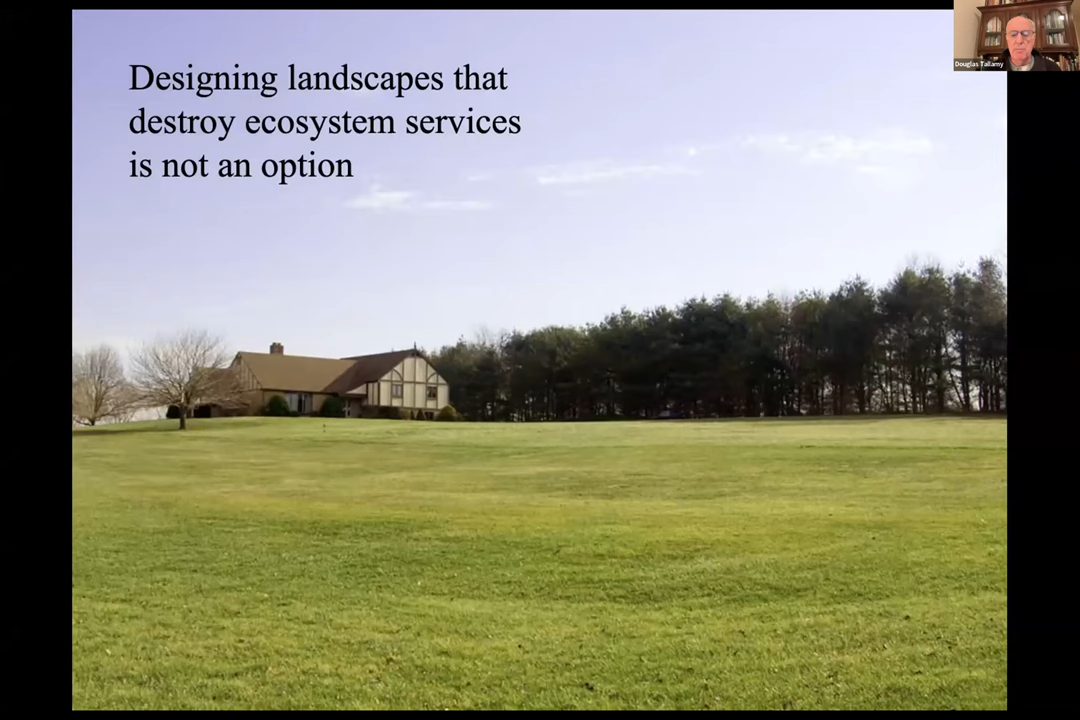 Designing landscapes that
destroy ecosystem services
is not an option
Douglas Tallamy